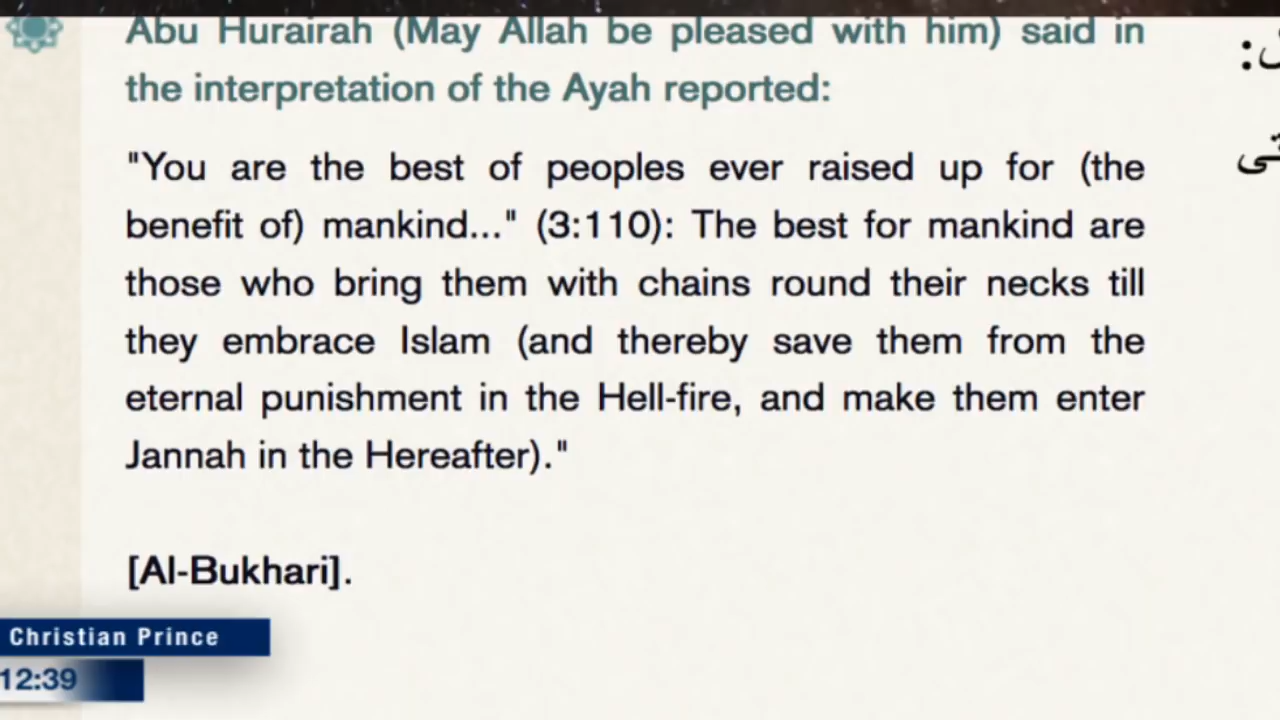 Abu Hurairah (May Allah be pleased with him) said in
the interpretation of the Ayah reported:
"You are the best of peoples ever raised up for (the
benefit of) mankind..." (3:110): The best for mankind are
those who bring them with chains round their necks till
they embrace Islam (and thereby save them from the
eternal punishment in the Hell-fire, and make them enter
Jannah in the Hereafter)."
[Al-Bukhari].
Christian Prince
12:39